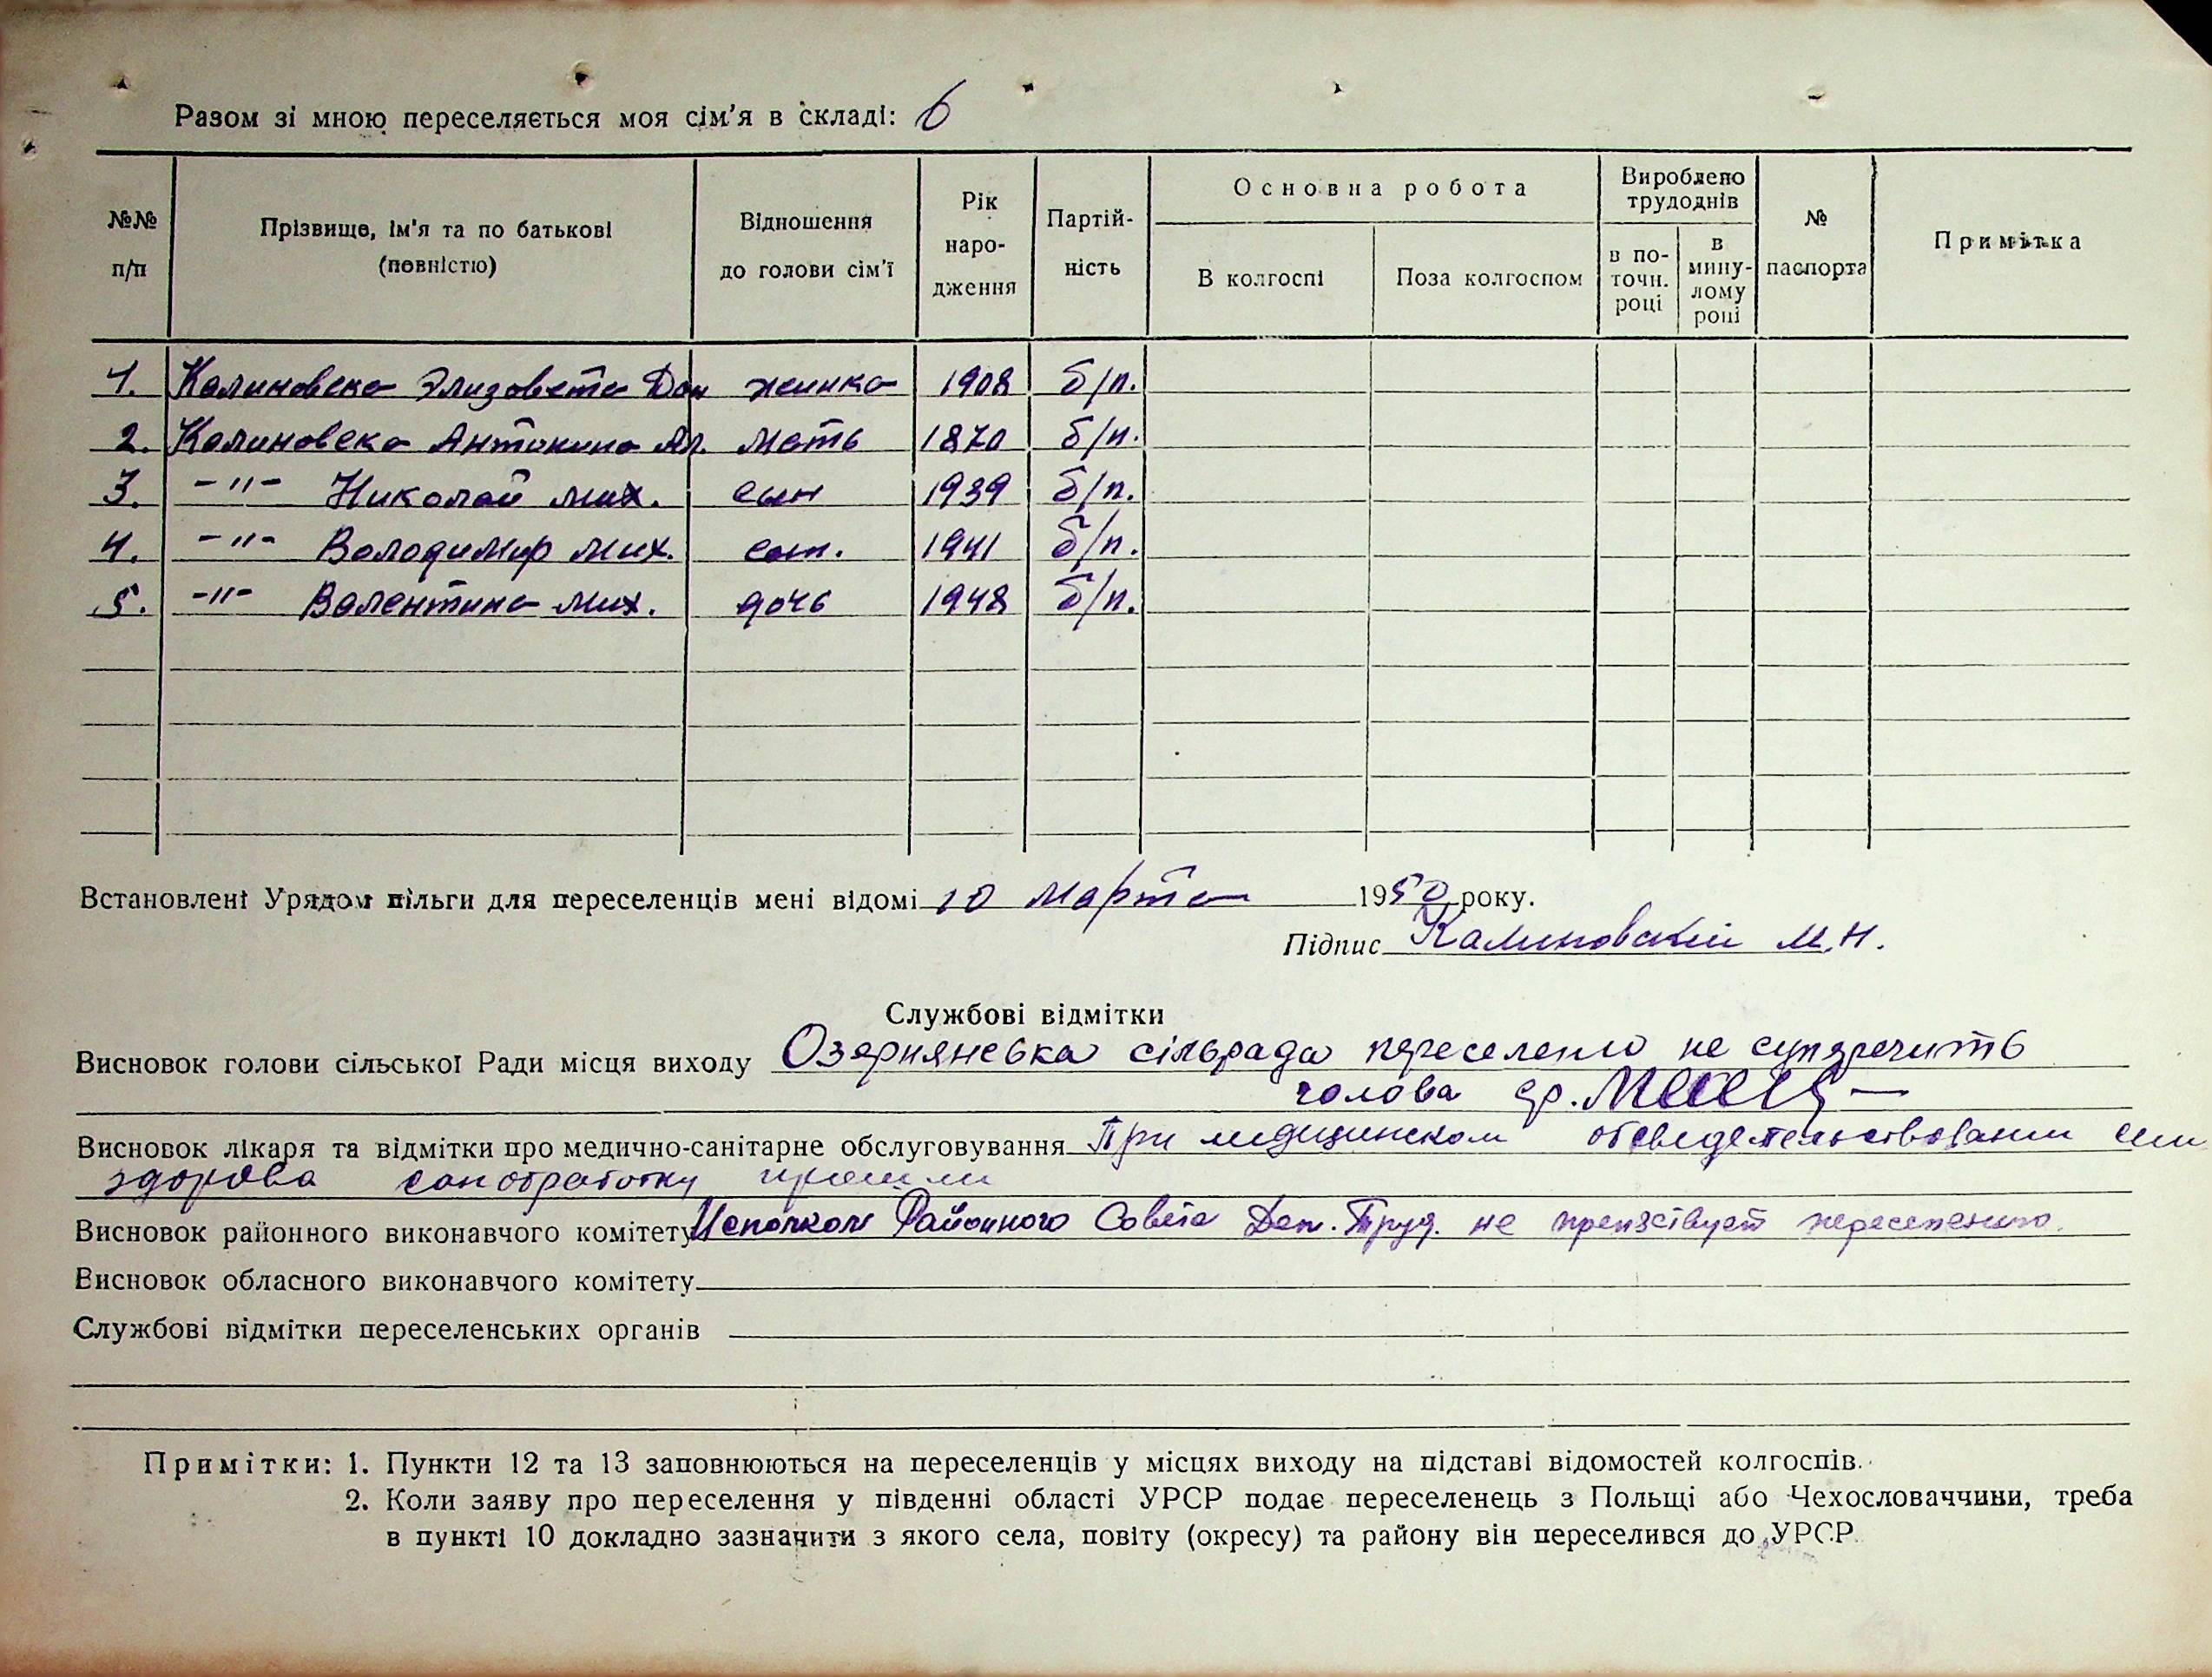 Разом зі мною переселяється моя сім'я в складі: 6
№№ п/п
Прізвище, ім'я та по батькові (повністю)
Відношення до голови сім'ї
Рік народження
Партійність
Основна робота
В колгоспі
Поза колгоспом
Вироблено трудоднів
в поточн. році
в минулому році
№ паспорта
Примітка
1. Калиновска Элизовета Дан жинка 1908 б/п.
2. Калиновска Антонина Ал. мать 1870 б/п.
3. -"- Николай мих. сын 1939 б/п.
4. -"- Володимир мих. сын. 1941 б/п.
5. -"- Валентина мих. дочь 1948 б/п.
Встановлені Урядом пільги для переселенців мені відомі 10 марта 1950 року.
Підпис Калиновский М.Н.
Службові відмітки
Висновок голови сільської Ради місця виходу сільрада не
голова
Висновок лікаря та відмітки про медично-санітарне обслуговування При медицинском освидетельствовании
здорова санобработку прошли
Висновок районного виконавчого комітету Исполком Районного Совета Деп. Труд. не препятствует переселению.
Висновок обласного виконавчого комітету
Службові відмітки переселенських органів
Примітки: 1. Пункти 12 та 13 заповнюються на переселенців у місцях виходу на підставі відомостей колгоспів.
2. Коли заяву про переселення у південні області УРСР подає переселенець з Польщі або Чехословаччини, треба
в пункті 10 докладно зазначити з якого села, повіту (окресу) та району він переселився до УРСР.